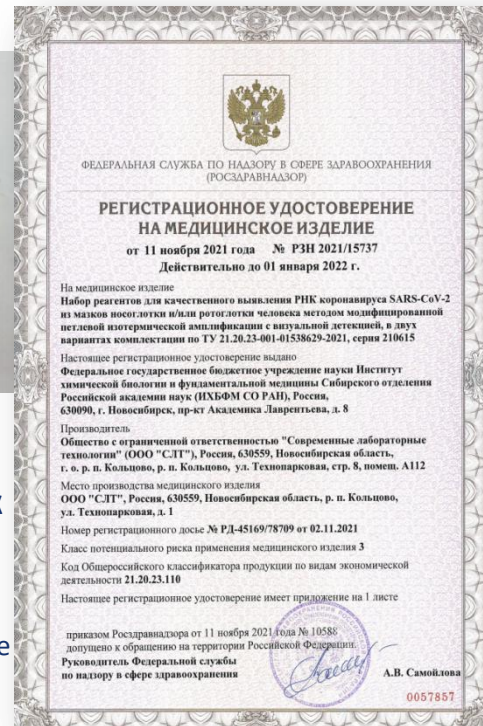 ФЕДЕРАЛЬНАЯ СЛУЖБА ПО НАДЗОРУ В СФЕРЕ ЗДРАВООХРАНЕНИЯ
(РОСЗДРАВНАДЗОР)
РЕГИСТРАЦИОННОЕ УДОСТОВЕРЕНИЕ
НА МЕДИЦИНСКОЕ ИЗДЕЛИЕ
от 11 ноября 2021 года № РЗН 2021/15737
Действительно до 01 января 2022 г.
На медицинское изделие
Набор реагентов для качественного выявления РНК коронавируса SARS-CoV-2
из мазков носоглотки и/или ротоглотки человека методом модифицированной
петлевой изотермической амплификации с визуальной детекцией, в двух
вариантах комплектации по ТУ 21.20.23-001-01538629-2021, серия 210615
Настоящее регистрационное удостоверение выдано
Федеральное государственное бюджетное учреждение науки Институт
химической биологии и фундаментальной медицины Сибирского отделения
Российской академии наук (ИХБФМ СО РАН), Россия,
630090, г. Новосибирск, пр-кт Академика Лаврентьева, д. 8
Производитель
Общество с ограниченной ответственностью "Современные лабораторные
технологии" (ООО "СЛТ"), Россия, 630559, Новосибирская область,
г. о. р. п. Кольцово, р. п. Кольцово, ул. Технопарковая, стр. 8, помещ. А112
Место производства медицинского изделия
ООО "СЛТ", Россия, 630559, Новосибирская область, р. п. Кольцово,
ул. Технопарковая, д. 1
Номер регистрационного досье № РД-45169/78709 от 02.11.2021
Класс потенциального риска применения медицинского изделия 3
Код Общероссийского классификатора продукции по видам экономической
деятельности 21.20.23.110
Настоящее регистрационное удостоверение имеет приложение на 1 листе
приказом Росздравнадзора от 11 ноября 2021 года № 10588
допущено к обращению на территории Российской Федерации.
Руководитель Федеральной службы
по надзору в сфере здравоохранения
А.В. Самойлова
0057857